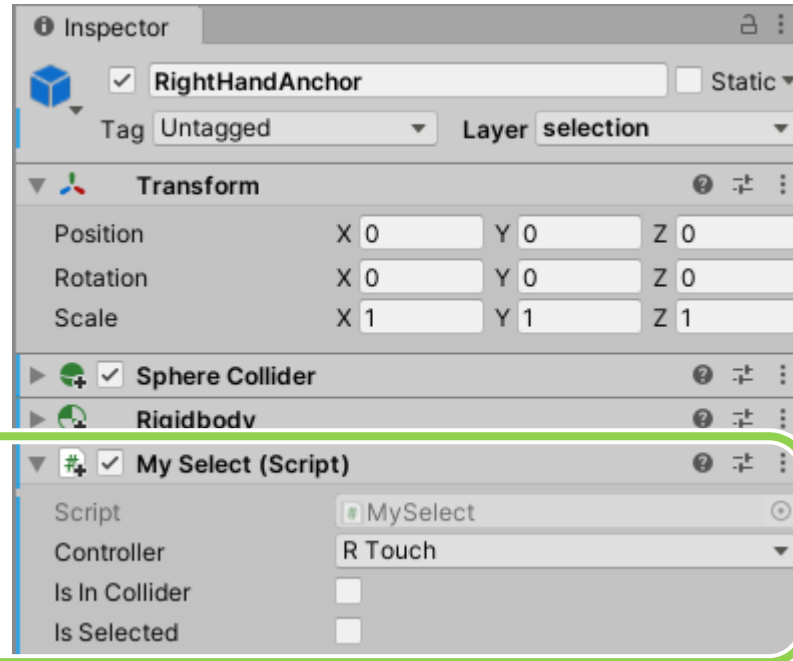 Inspector
RightHandAnchor Static
Tag Untagged Layer selection
Transform
Position X 0 Y 0 Z 0
Rotation X 0 Y 0 Z 0
Scale X 1 Y 1 Z 1
Sphere Collider
Rigidbody
# My Select (Script)
Script # MySelect
Controller R Touch
Is In Collider
Is Selected